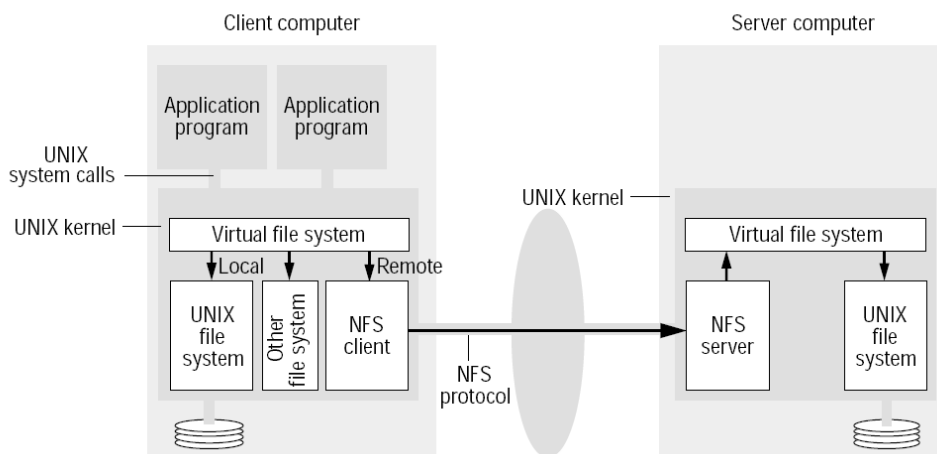 Client computer
Server computer
Application
program
Application
program
UNIX
system calls
UNIX kernel
UNIX kernel
Virtual file system
Virtual file system
Local
Remote
UNIX
file
system
Other
file system
NFS
client
NFS
server
UNIX
file
system
NFS
protocol